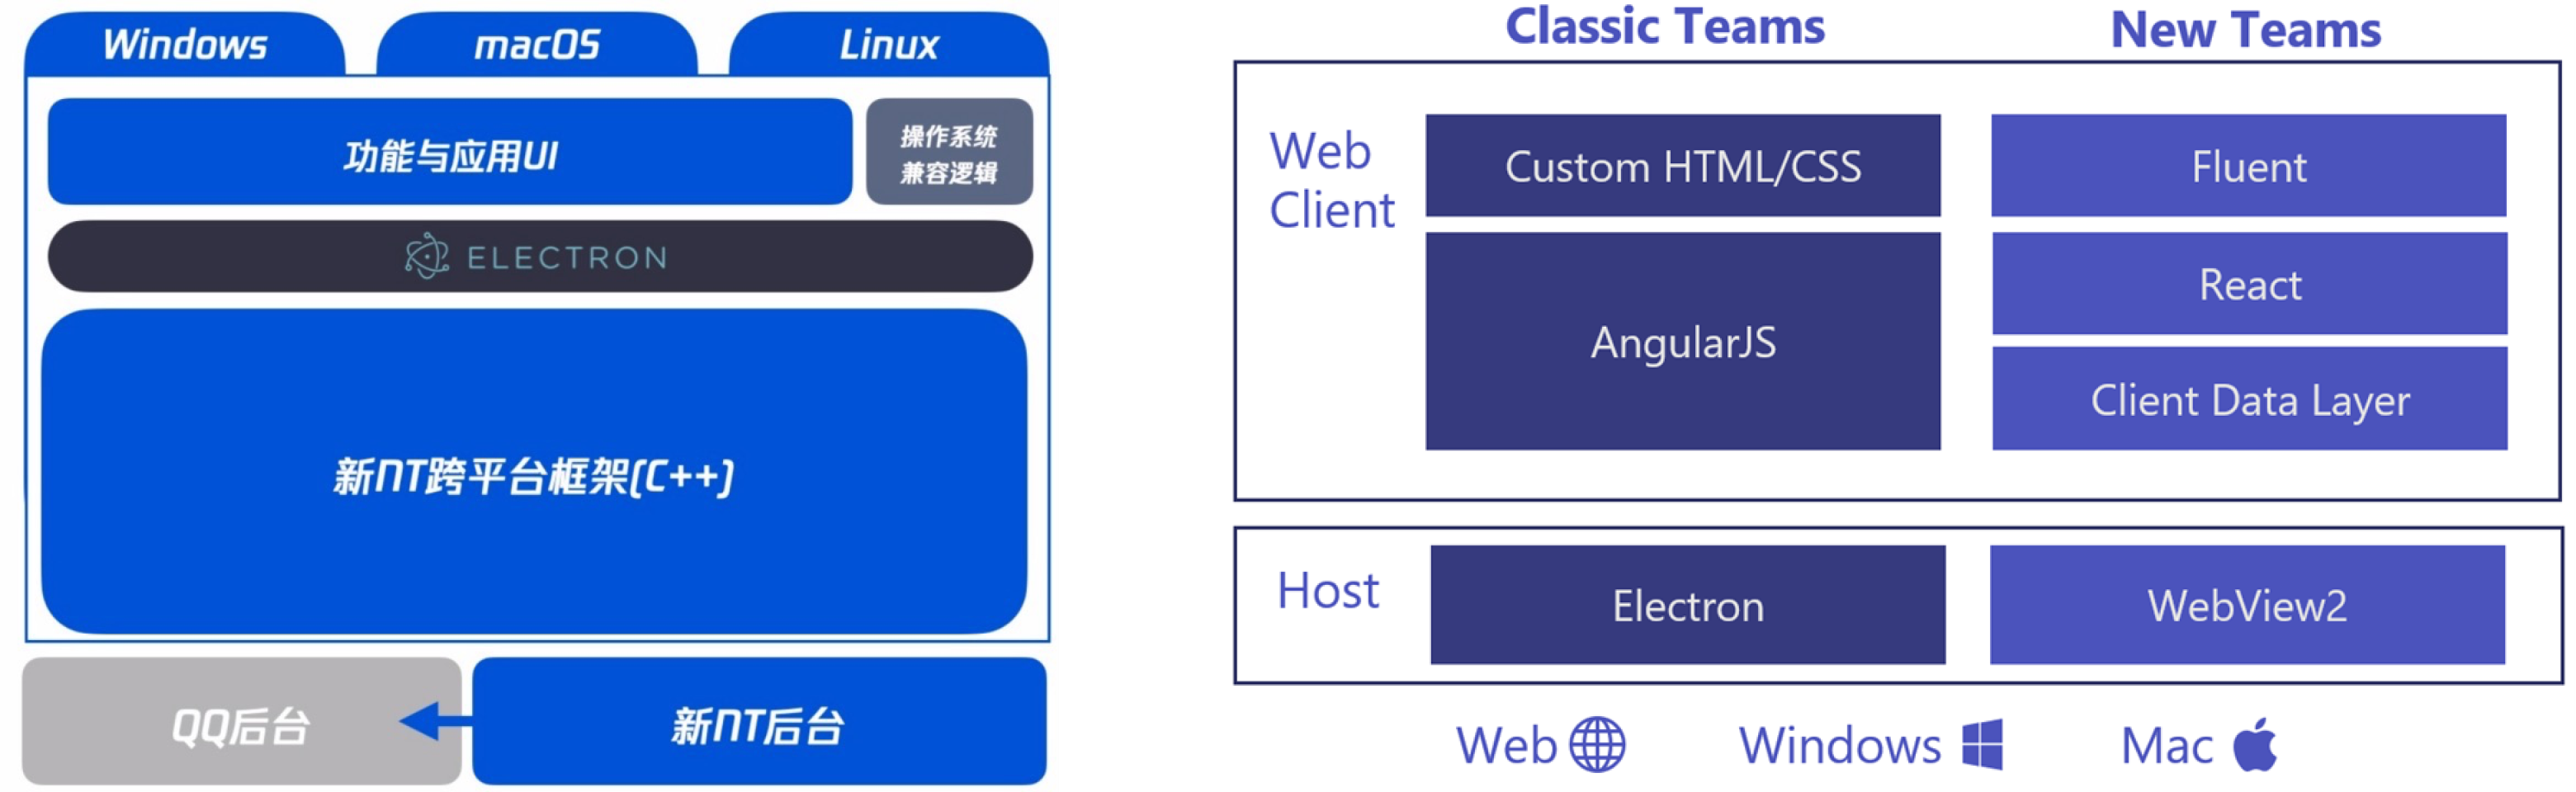 Windows
macOS
Linux
功能与应用UI
操作系统
兼容逻辑
ELECTRON
新NT跨平台框架(C++)
QQ后台
新NT后台
Classic Teams
New Teams
Web
Client
Custom HTML/CSS
Fluent
AngularJS
React
Client Data Layer
Host
Electron
WebView2
Web
Windows
Mac